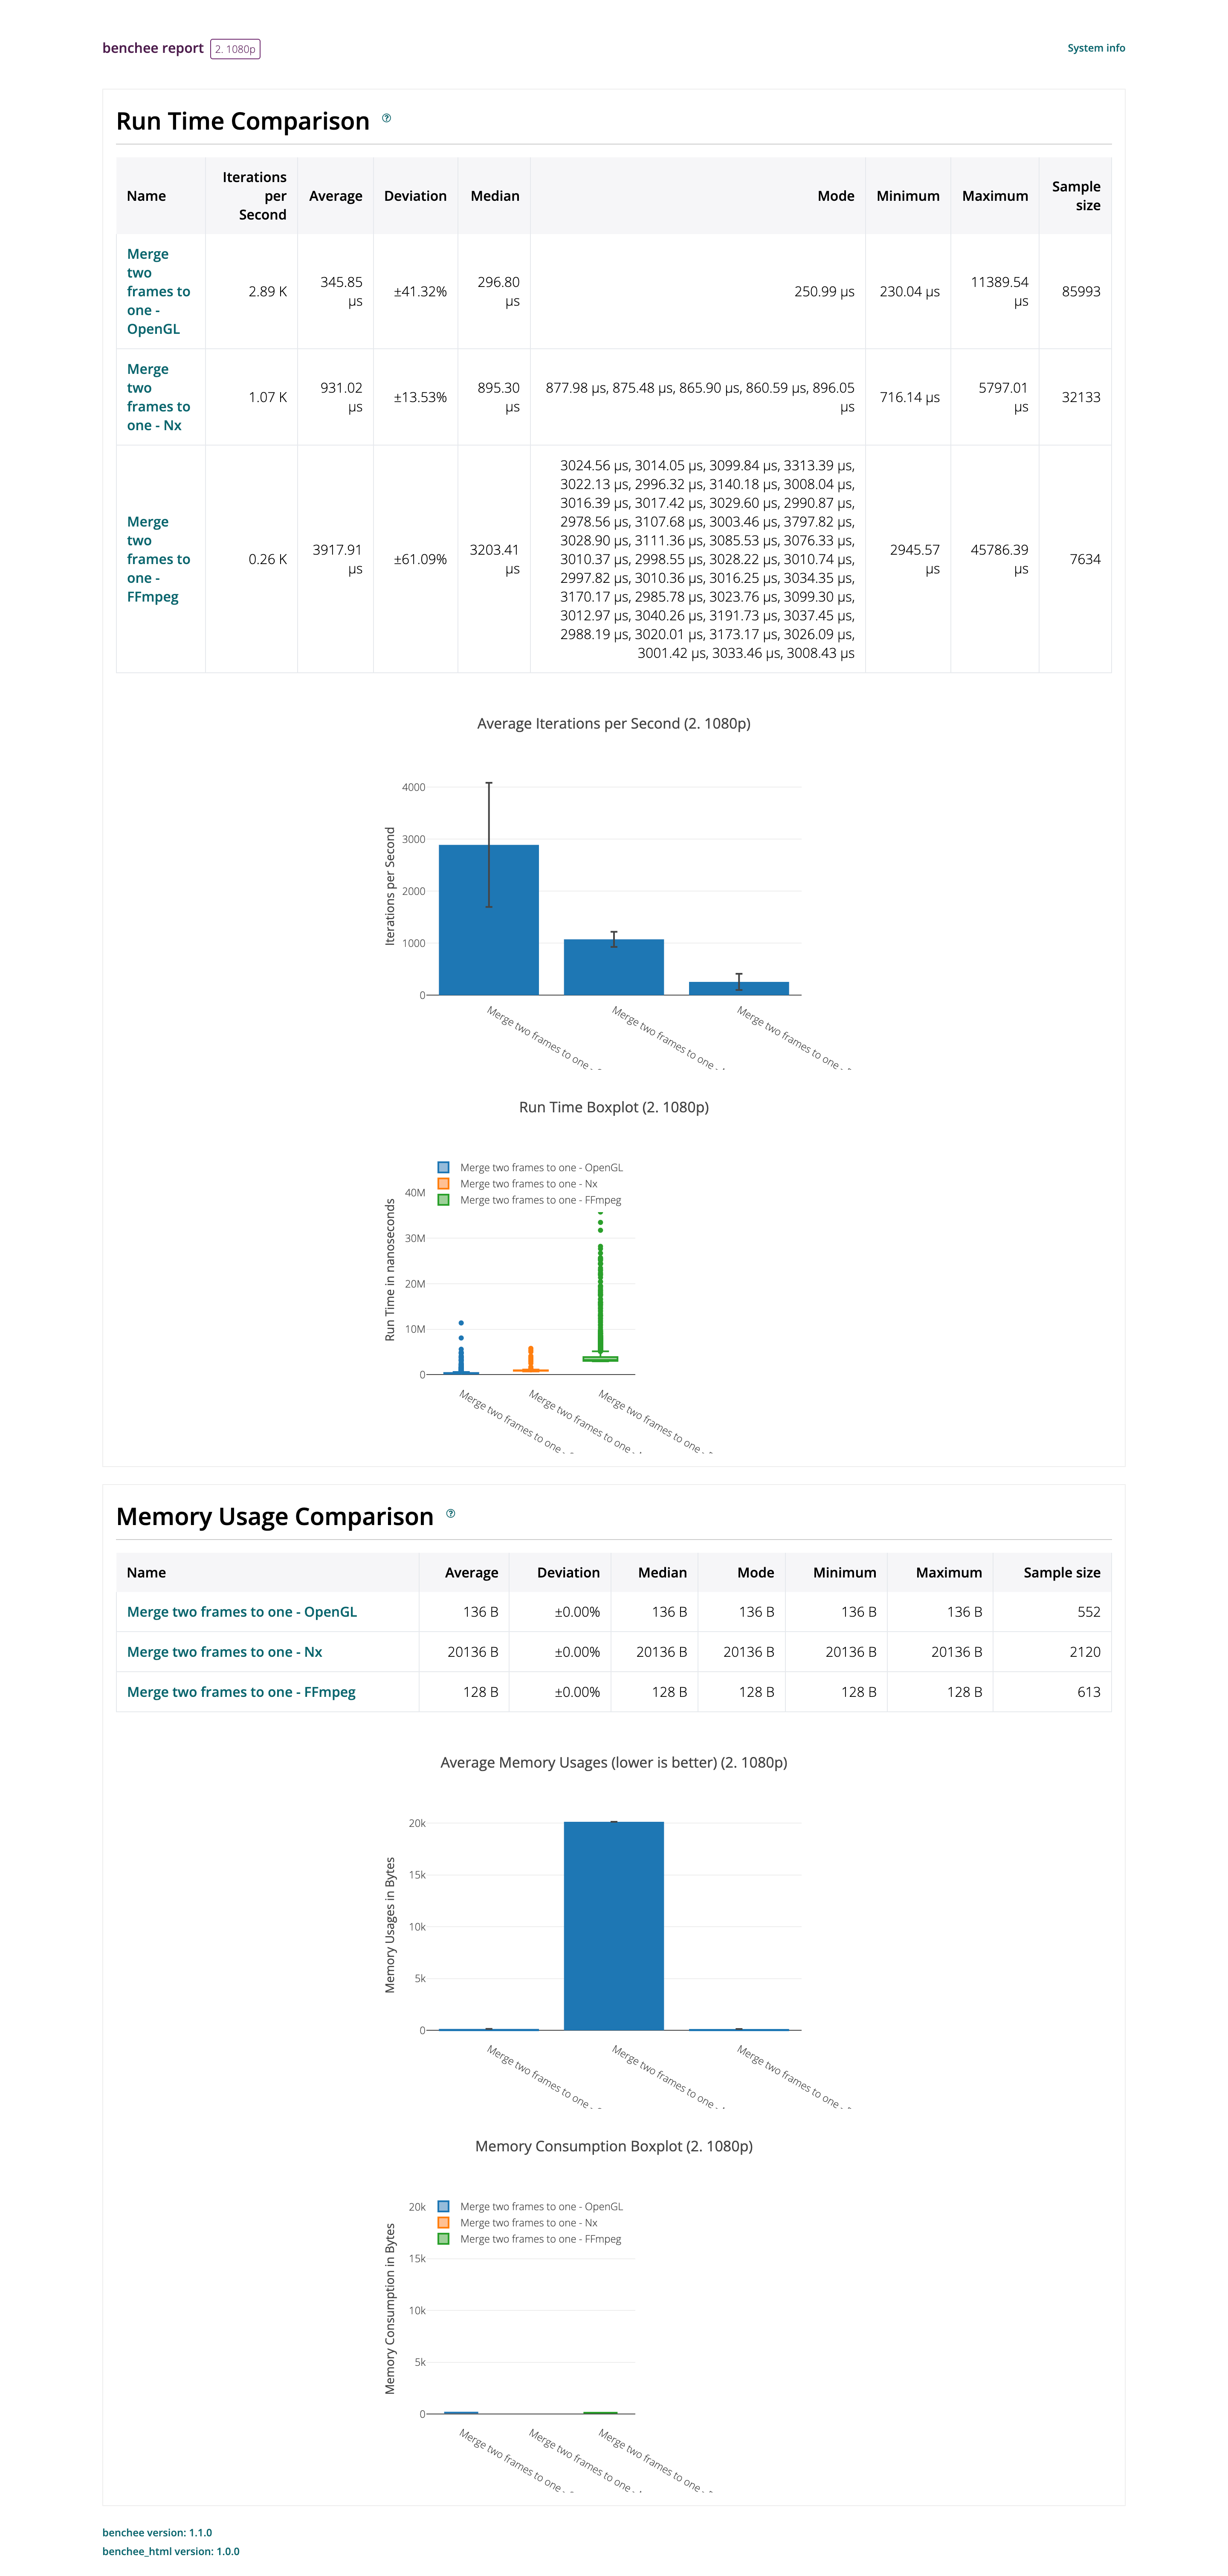 benchee report 2. 1080p System info
Run Time Comparison
Name Iterations per Second Average Deviation Median Mode Minimum Maximum Sample size
Merge two frames to one - OpenGL 2.89 K 345.85 µs ±41.32% 296.80 µs 250.99 µs 230.04 µs 11389.54 µs 85993
Merge two frames to one - Nx 1.07 K 931.02 µs ±13.53% 895.30 µs 877.98 µs, 875.48 µs, 865.90 µs, 860.59 µs, 896.05 µs 716.14 µs 5797.01 µs 32133
Merge two frames to one - FFmpeg 0.26 K 3917.91 µs ±61.09% 3203.41 µs
3024.56 µs, 3014.05 µs, 3099.84 µs, 3313.39 µs,
3022.13 µs, 2996.32 µs, 3140.18 µs, 3008.04 µs,
3016.39 µs, 3017.42 µs, 3029.60 µs, 2990.87 µs,
2978.56 µs, 3107.68 µs, 3003.46 µs, 3797.82 µs,
3028.90 µs, 3111.36 µs, 3085.53 µs, 3076.33 µs,
3010.37 µs, 2998.55 µs, 3028.22 µs, 3010.74 µs,
2997.82 µs, 3010.36 µs, 3016.25 µs, 3034.35 µs,
3170.17 µs, 2985.78 µs, 3023.76 µs, 3099.30 µs,
3012.97 µs, 3040.26 µs, 3191.73 µs, 3037.45 µs,
2988.19 µs, 3020.01 µs, 3173.17 µs, 3026.09 µs,
3001.42 µs, 3033.46 µs, 3008.43 µs
2945.57 µs 45786.39 µs 7634
Average Iterations per Second (2. 1080p)
Iterations per Second
4000
3000
2000
1000
0
Merge two frames to one -
Merge two frames to one -
Merge two frames to one -
Run Time Boxplot (2. 1080p)
Merge two frames to one - OpenGL
Merge two frames to one - Nx
Merge two frames to one - FFmpeg
Run Time in nanoseconds
40M
30M
20M
10M
0
Merge two frames to one -
Merge two frames to one -
Merge two frames to one -
Memory Usage Comparison
Name Average Deviation Median Mode Minimum Maximum Sample size
Merge two frames to one - OpenGL 136 B ±0.00% 136 B 136 B 136 B 136 B 552
Merge two frames to one - Nx 20136 B ±0.00% 20136 B 20136 B 20136 B 20136 B 2120
Merge two frames to one - FFmpeg 128 B ±0.00% 128 B 128 B 128 B 128 B 613
Average Memory Usages (lower is better) (2. 1080p)
Memory Usages in Bytes
20k
15k
10k
5k
0
Merge two frames to one -
Merge two frames to one -
Merge two frames to one -
Memory Consumption Boxplot (2. 1080p)
Merge two frames to one - OpenGL
Merge two frames to one - Nx
Merge two frames to one - FFmpeg
Memory Consumption in Bytes
20k
15k
10k
5k
0
Merge two frames to one -
Merge two frames to one -
Merge two frames to one -
benchee version: 1.1.0
benchee_html version: 1.0.0